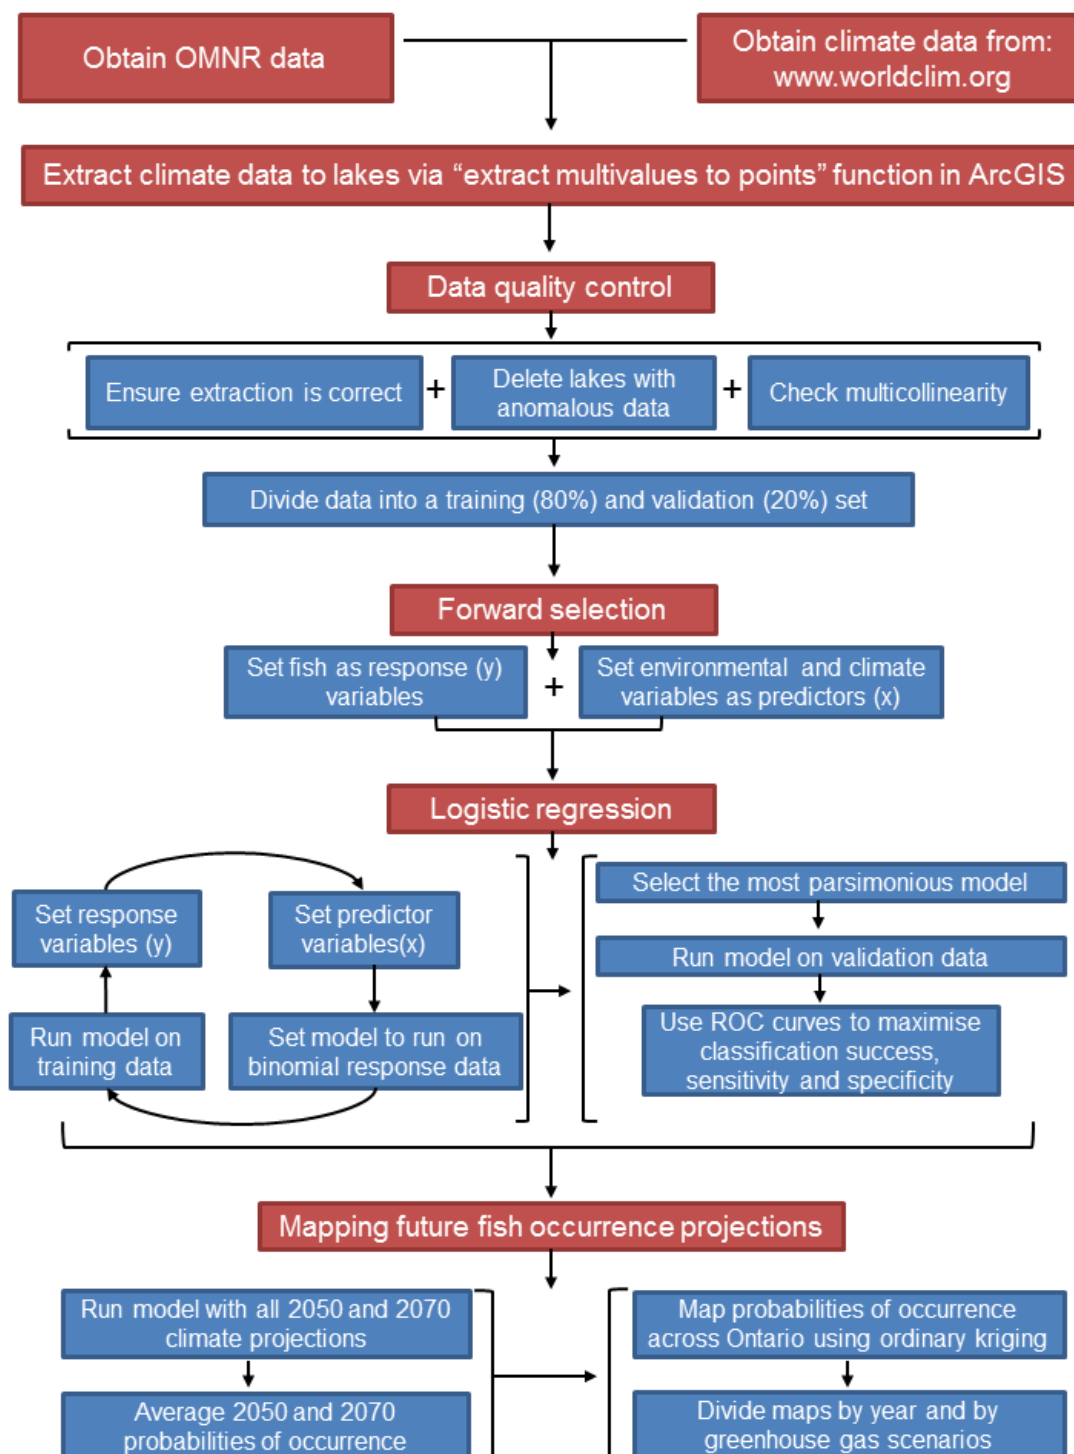 Obtain OMNR data
Obtain climate data from:
www.worldclim.org
Extract climate data to lakes via “extract multivalues to points” function in ArcGIS
Data quality control
Ensure extraction is correct
+
Delete lakes with
anomalous data
+
Check multicollinearity
Divide data into a training (80%) and validation (20%) set
Forward selection
Set fish as response (y)
variables
+
Set environmental and climate
variables as predictors (x)
Logistic regression
Set response
variables (y)
Set predictor
variables(x)
Run model on
training data
Set model to run on
binomial response data
Select the most parsimonious model
Run model on validation data
Use ROC curves to maximise
classification success,
sensitivity and specificity
Mapping future fish occurrence projections
Run model with all 2050 and 2070
climate projections
Average 2050 and 2070
probabilities of occurrence
Map probabilities of occurrence
across Ontario using ordinary kriging
Divide maps by year and by
greenhouse gas scenarios